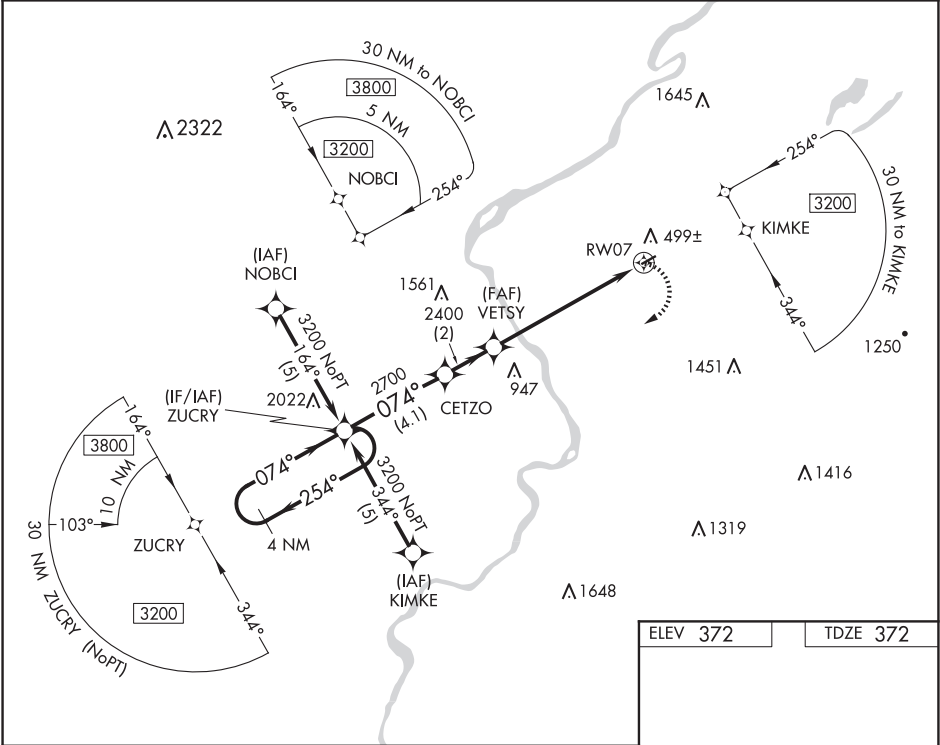 30 NM to NOBCI
3800
164°
5 NM
3200
NOBCI
254°
2322
1645
254°
3200
30 NM to KIMKE
KIMKE
344°
1250
RW07
499±
(IAF)
NOBCI
3200 NoPT
164°
(5)
1561
2400
(2)
(FAF)
VETSY
947
1451
2700
074°
(4.1)
CETZO
2022
(IF/IAF)
ZUCRY
074°
254°
4 NM
3200 NoPT
344°
(5)
(IAF)
KIMKE
164°
3800
10 NM
103°
ZUCRY
3200
344°
30 NM ZUCRY (NoPT)
1416
1319
1648
ELEV 372
TDZE 372